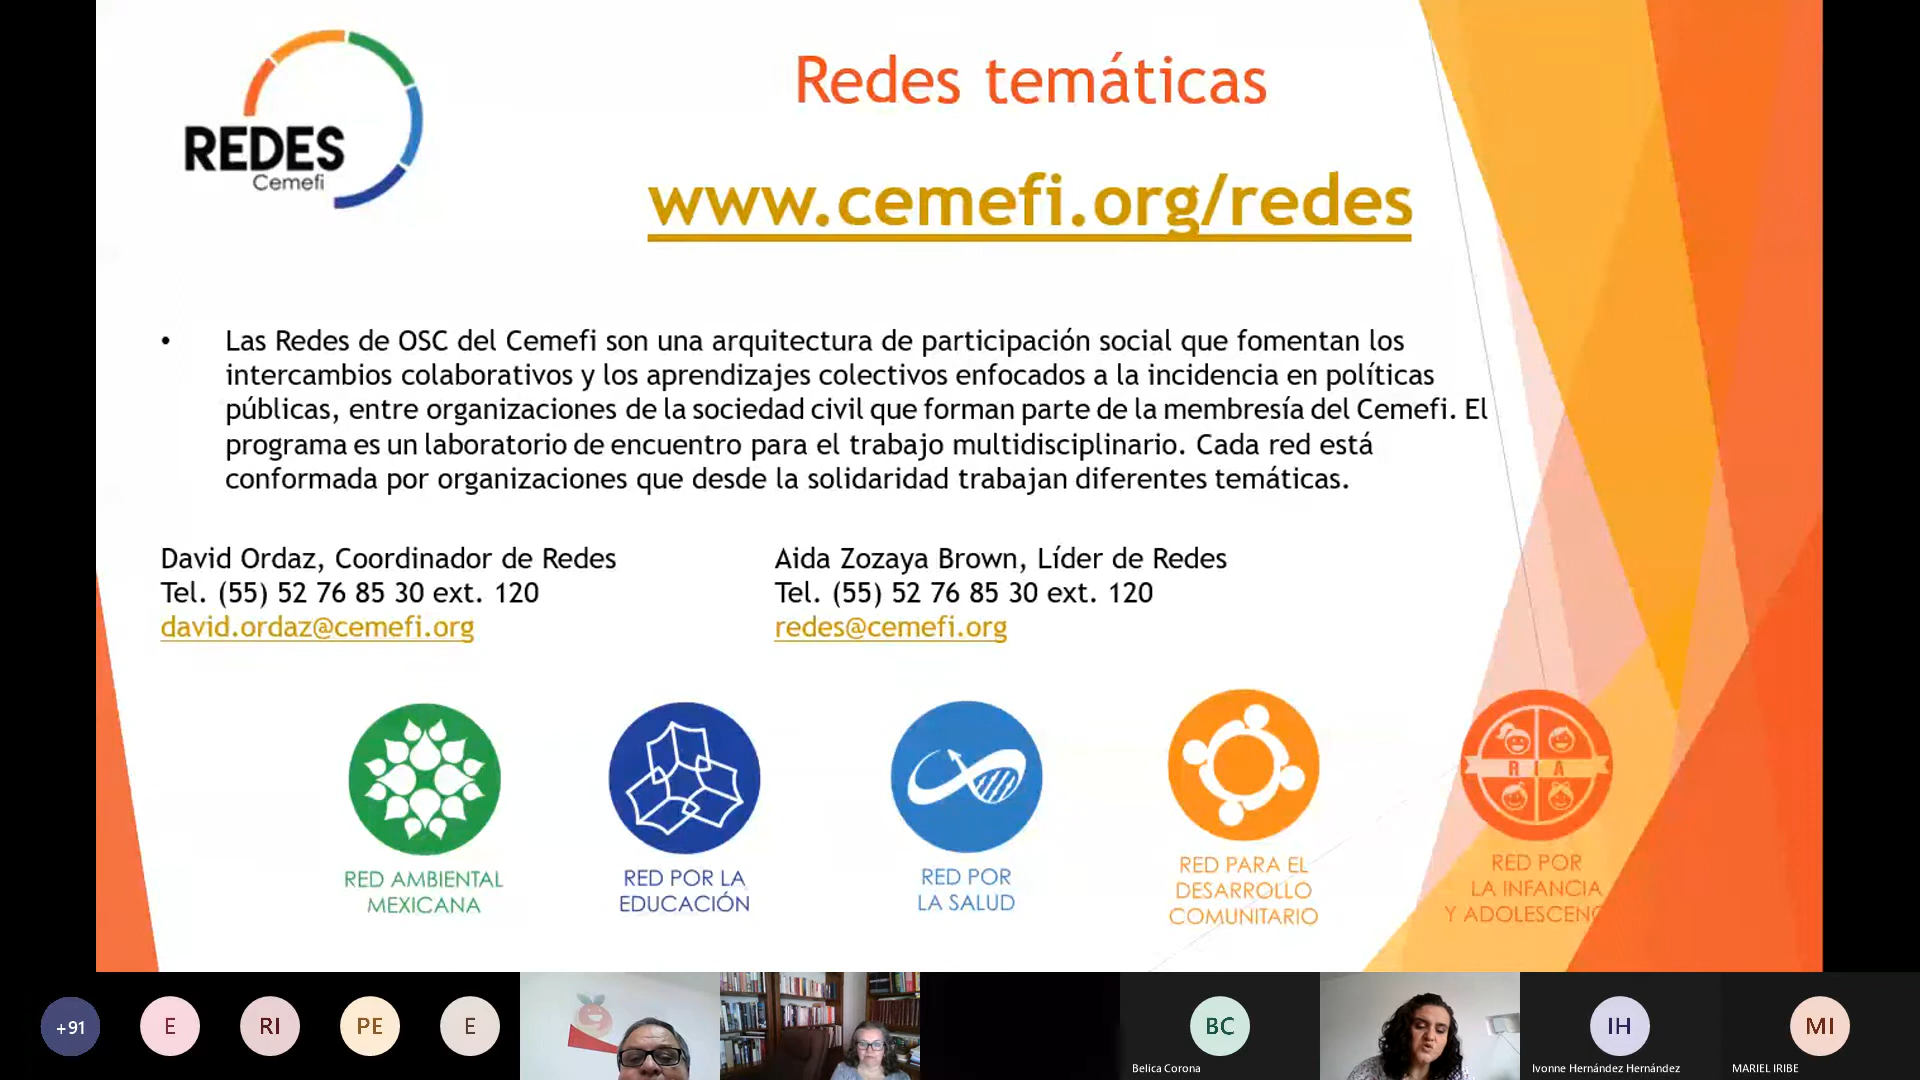 REDES
Cemefi
Redes temáticas
www.cemefi.org/redes
• Las Redes de OSC del Cemefi son una arquitectura de participación social que fomentan los
intercambios colaborativos y los aprendizajes colectivos enfocados a la incidencia en políticas
públicas, entre organizaciones de la sociedad civil que forman parte de la membresía del Cemefi. El
programa es un laboratorio de encuentro para el trabajo multidisciplinario. Cada red está
conformada por organizaciones que desde la solidaridad trabajan diferentes temáticas.
David Ordaz, Coordinador de Redes
Tel. (55) 52 76 85 30 ext. 120
david.ordaz@cemefi.org
Aida Zozaya Brown, Líder de Redes
Tel. (55) 52 76 85 30 ext. 120
redes@cemefi.org
RED AMBIENTAL
MEXICANA
RED POR LA
EDUCACIÓN
RED POR
LA SALUD
RED PARA EL
DESARROLLO
COMUNITARIO
R I A
RED POR
LA INFANCIA
Y ADOLESCENC
+91
E
RI
PE
E
BC
Belica Corona
IH
Ivonne Hernández Hernández
MI
MARIEL IRIBE